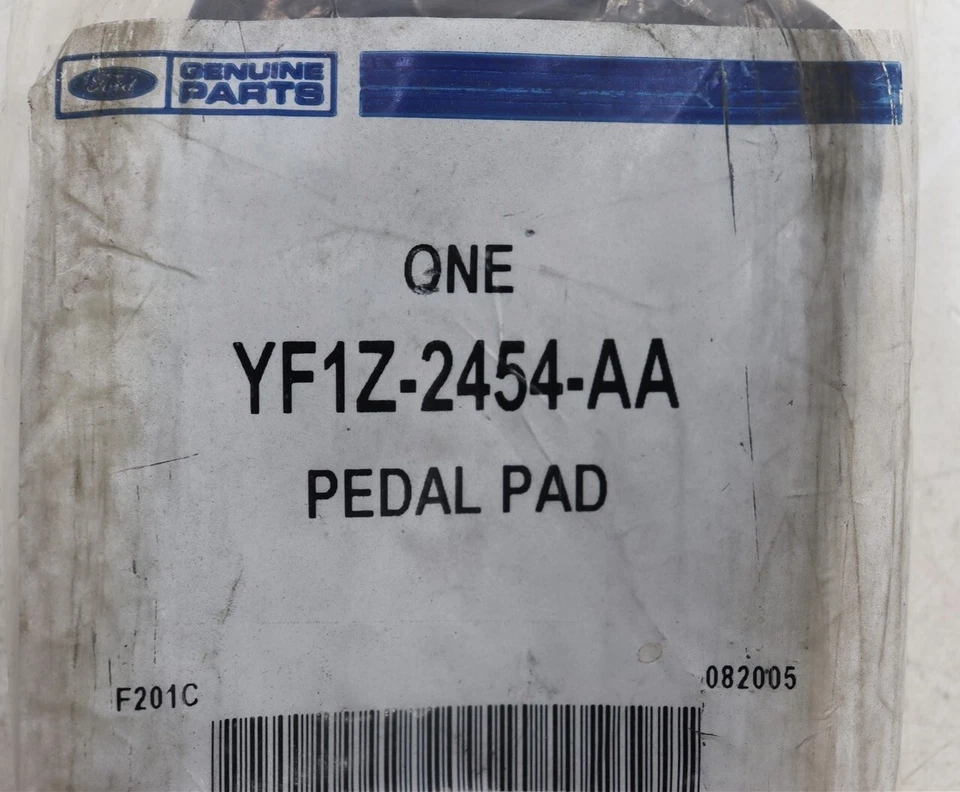 Ford
GENUINE
PARTS
ONE
YF1Z-2454-AA
PEDAL PAD
F201C
082005